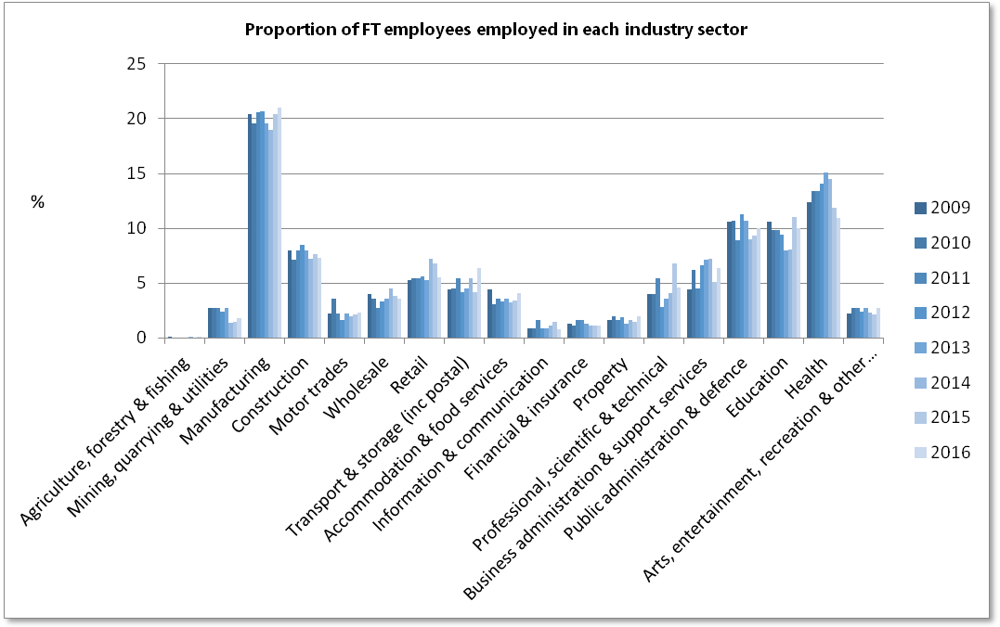 Proportion of FT employees employed in each industry sector
25
20
15
10
5
0
%
Agriculture, forestry & fishing
Mining, quarrying & utilities
Manufacturing
Construction
Motor trades
Wholesale
Retail
Transport & storage (inc postal)
Accommodation & food services
Information & communication
Financial & insurance
Property
Professional, scientific & technical
Business administration & support services
Public administration & defence
Education
Health
Arts, entertainment, recreation & other...
2009
2010
2011
2012
2013
2014
2015
2016